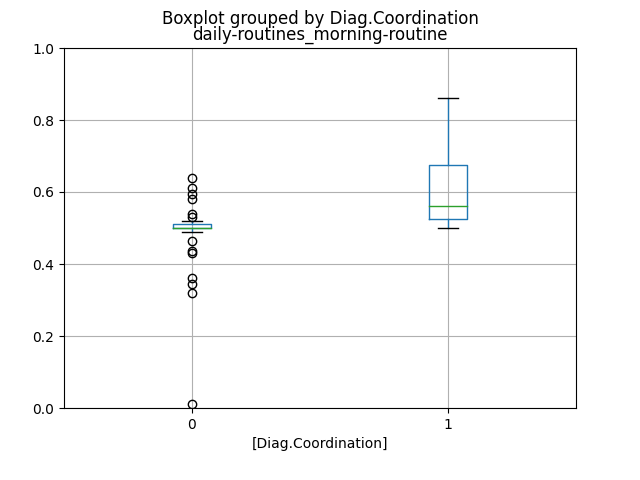 Boxplot grouped by Diag.Coordination
daily-routines_morning-routine
1.0
0.8
0.6
0.4
0.2
0.0
0
1
[Diag.Coordination]